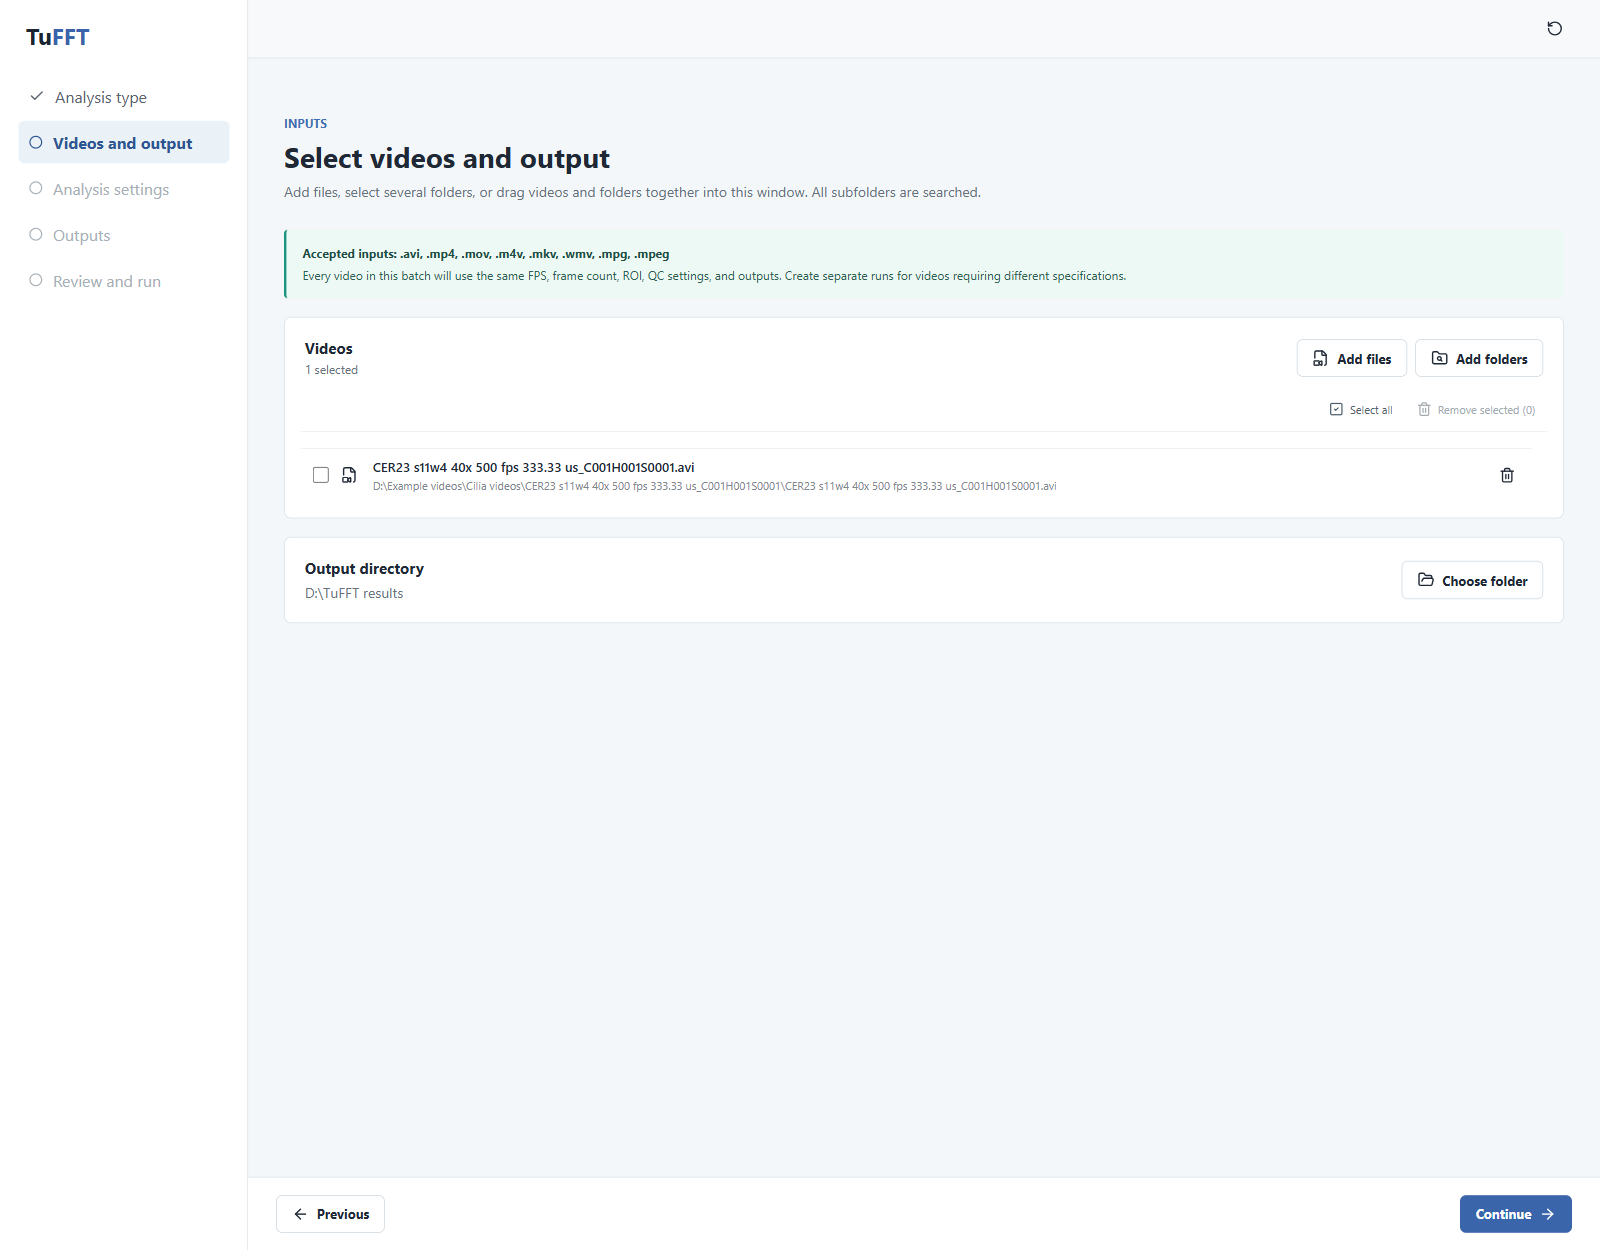 TuFFT
Analysis type
Videos and output
Analysis settings
Outputs
Review and run
INPUTS
Select videos and output
Add files, select several folders, or drag videos and folders together into this window. All subfolders are searched.
Accepted inputs: .avi, .mp4, .mov, .m4v, .mkv, .wmv, .mpg, .mpeg
Every video in this batch will use the same FPS, frame count, ROI, QC settings, and outputs. Create separate runs for videos requiring different specifications.
Videos
1 selected
Add files
Add folders
Select all
Remove selected (0)
CER23 s11w4 40x 500 fps 333.33 us_C001H001S0001.avi
D:\Example videos\Cilia videos\CER23 s11w4 40x 500 fps 333.33 us_C001H001S0001\CER23 s11w4 40x 500 fps 333.33 us_C001H001S0001.avi
Output directory
D:\TuFFT results
Choose folder
Previous
Continue